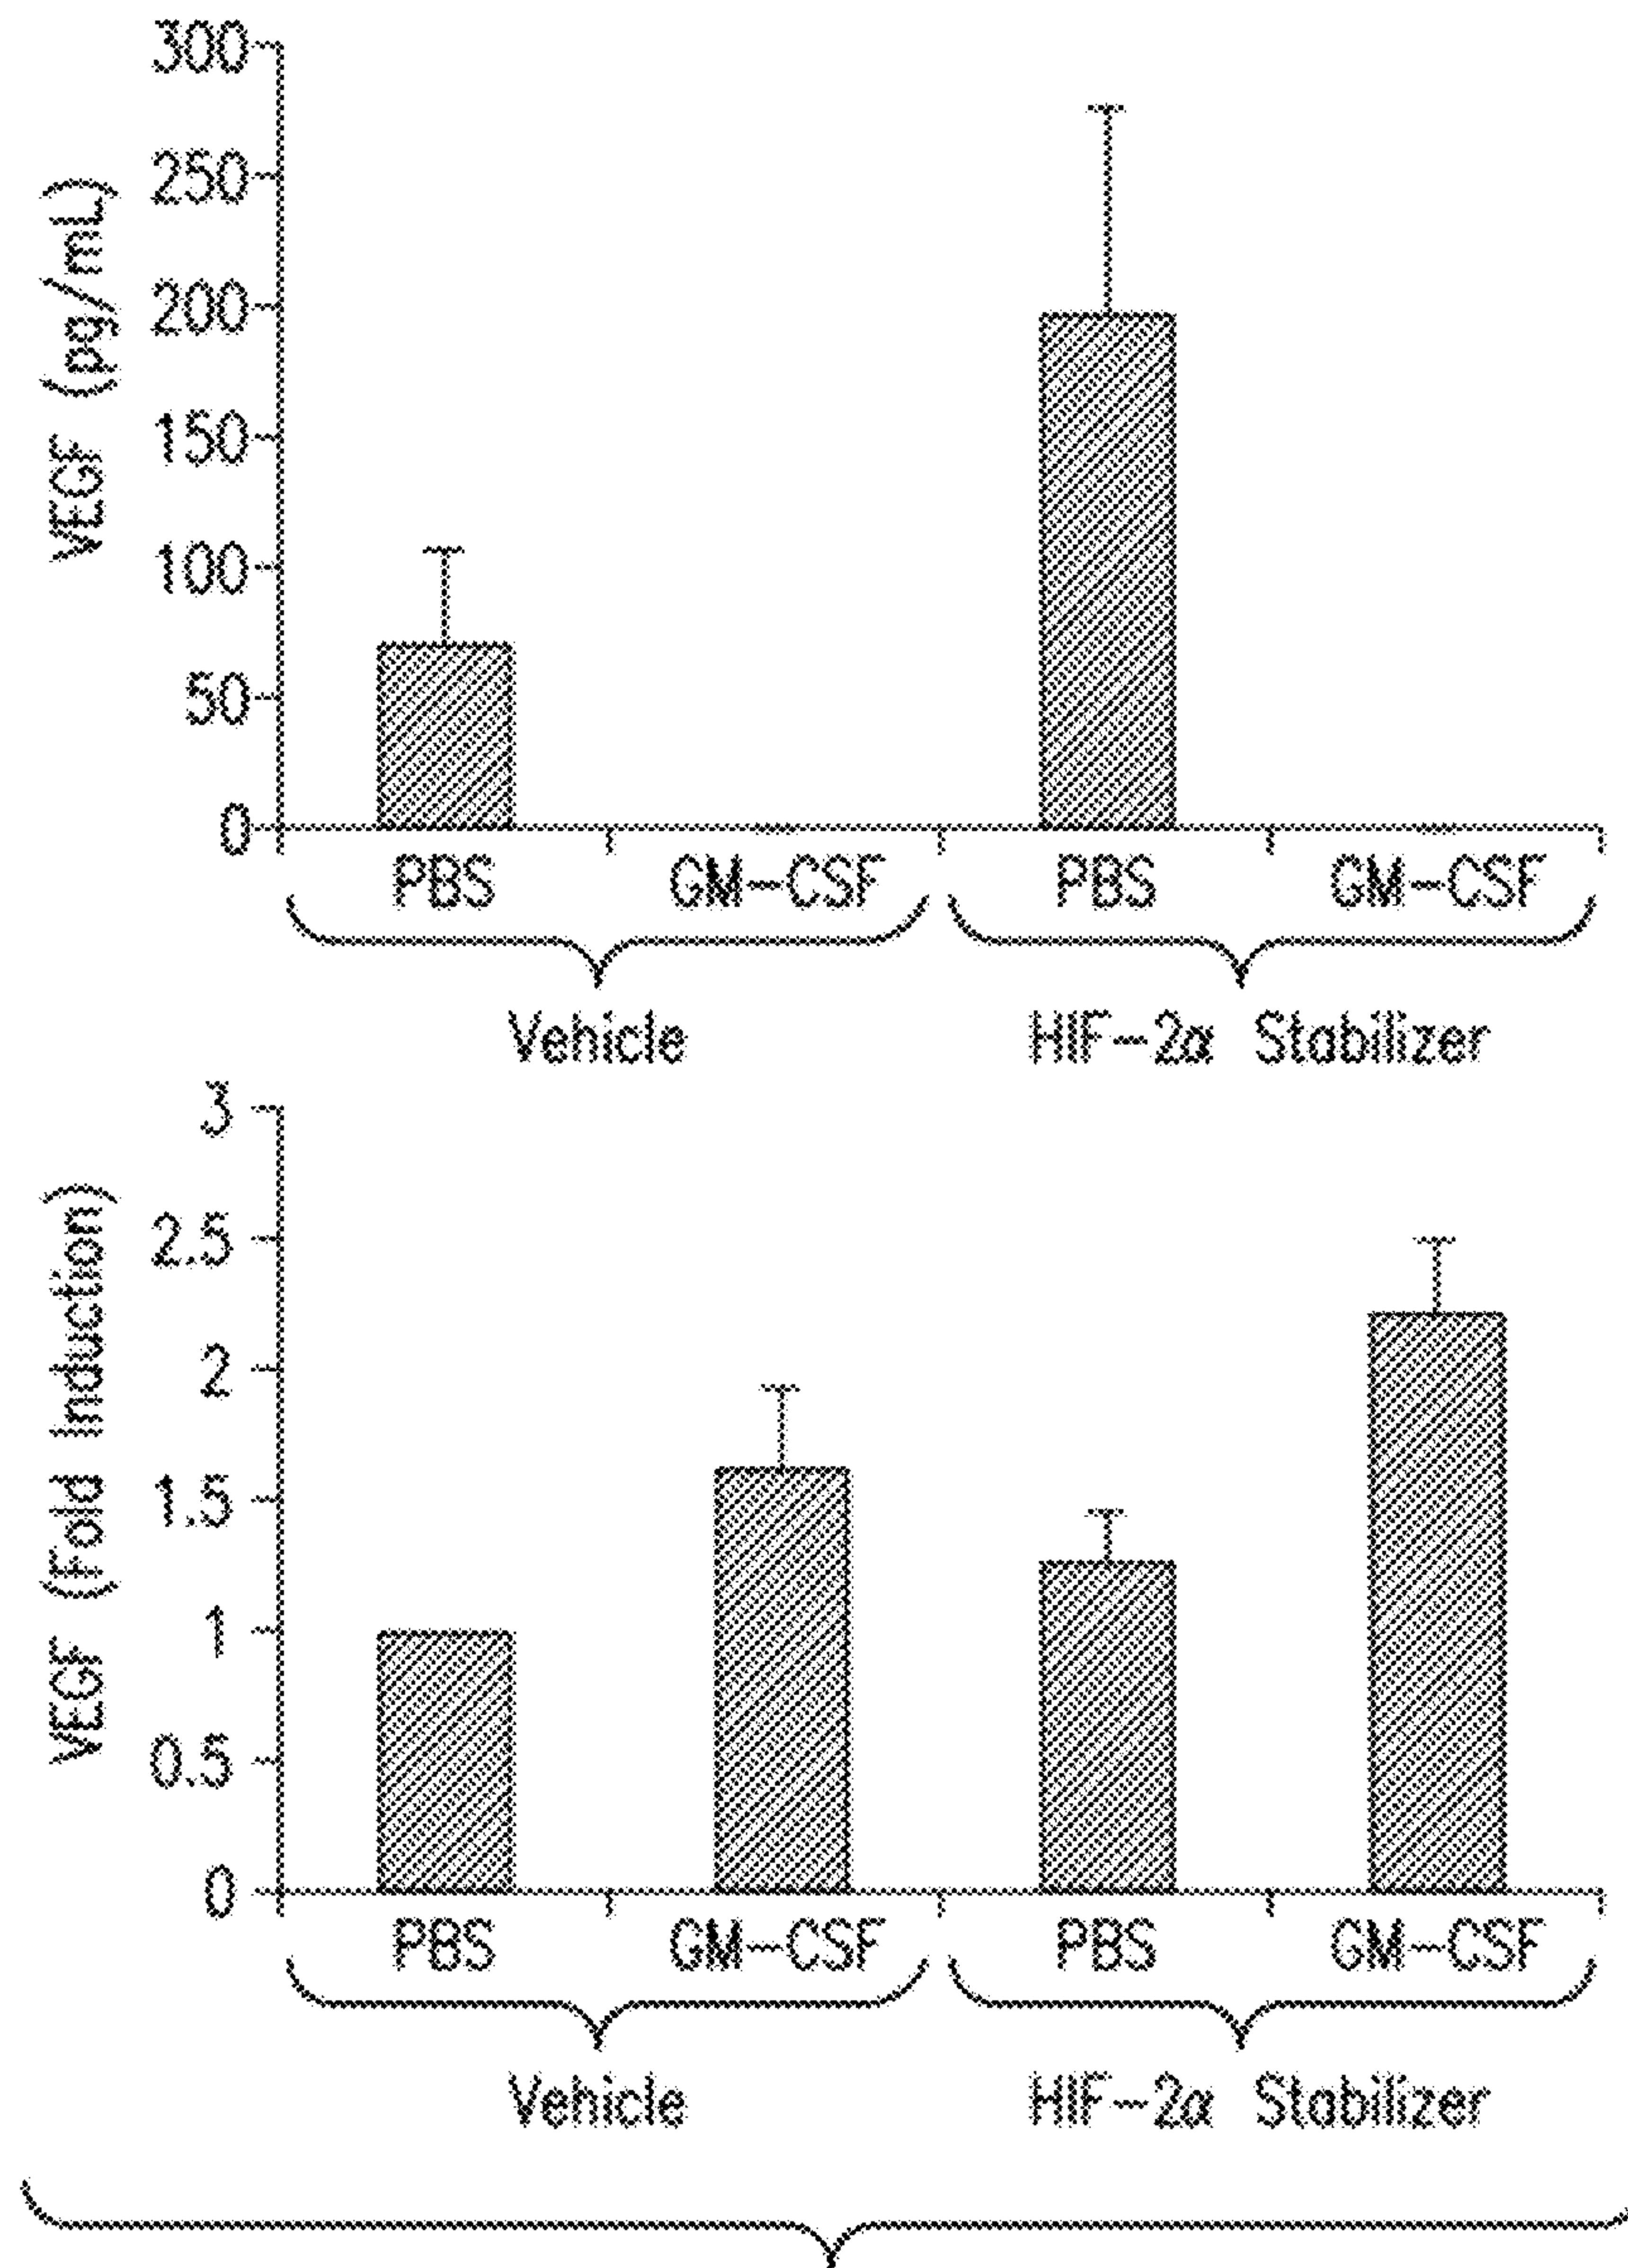 VEGF (pg/mL)
300
250
200
150
100
50
0
PBS GM-CSF PBS GM-CSF
Vehicle HIF-2α Stabilizer
VEGF (Fold Induction)
3
2.5
2
1.5
1
0.5
0
PBS GM-CSF PBS GM-CSF
Vehicle HIF-2α Stabilizer